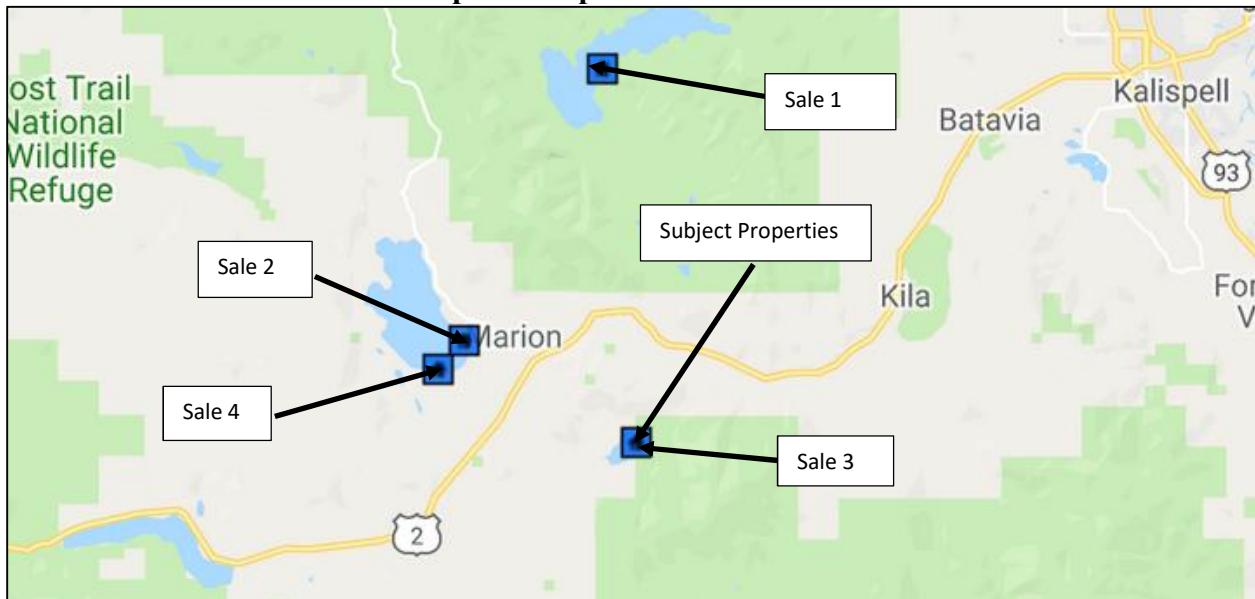 ost Trail
National
Wildlife
Refuge
Sale 1
Kalispell
Batavia
93
Subject Properties
Sale 2
Kila
Marion
Sale 4
Sale 3
2